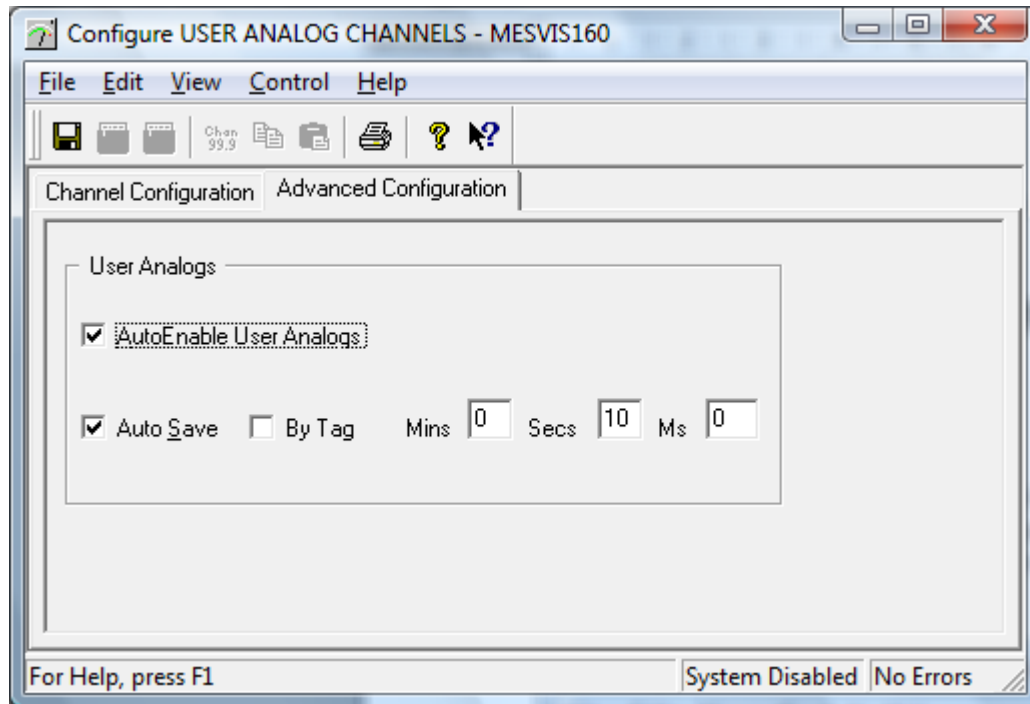 Configure USER ANALOG CHANNELS - MESVIS160
File Edit View Control Help
Chan 99.9
Channel Configuration Advanced Configuration
User Analogs
AutoEnable User Analogs
Auto Save By Tag Mins 0 Secs 10 Ms 0
For Help, press F1 System Disabled No Errors